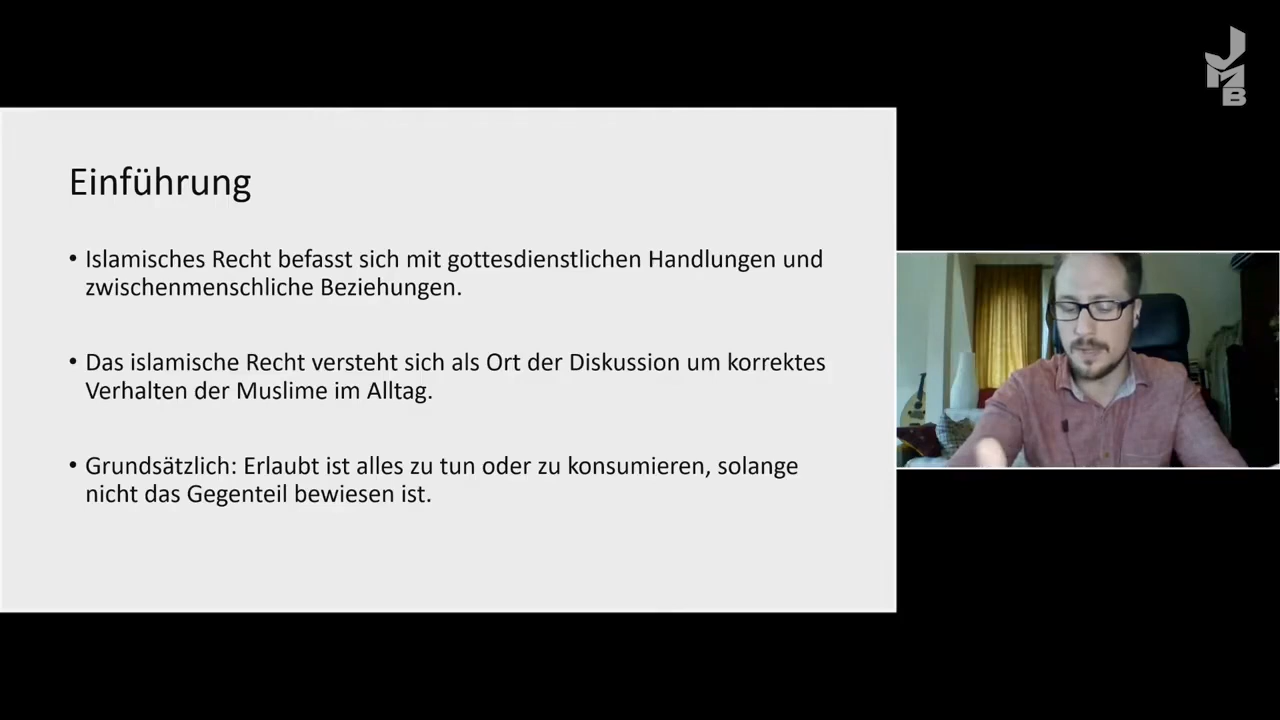 JMB
Einführung
• Islamisches Recht befasst sich mit gottesdienstlichen Handlungen und
zwischenmenschliche Beziehungen.
• Das islamische Recht versteht sich als Ort der Diskussion um korrektes
Verhalten der Muslime im Alltag.
• Grundsätzlich: Erlaubt ist alles zu tun oder zu konsumieren, solange
nicht das Gegenteil bewiesen ist.